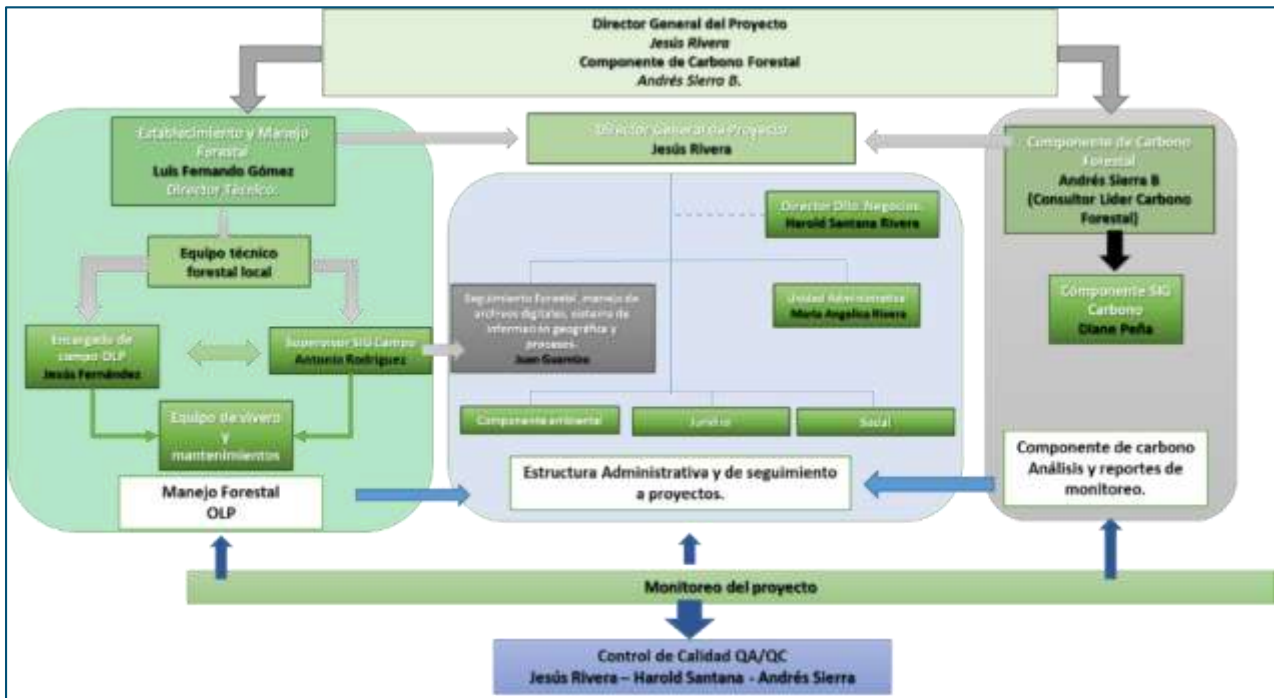 Director General del Proyecto
Jesús Rivera
Componente de Carbono Forestal
Andrés Sierra B.
Establecimiento y Manejo
Forestal
Luis Fernando Gómez
Director Técnico.
Director General de Proyecto
Jesús Rivera
Componente de Carbono
Forestal
Andrés Sierra B
(Consultor Lider Carbono
Forestal)
Director Dllo. Negocios
Harold Santana Rivera
Equipo técnico
forestal local
Seguimiento Forestal, manejo de
archivos digitales, sistema de
información geográfica y
procesos.
Juan
Unidad Administrativa
María Angélica Rivera
Componente SIG
Carbono
Diane Peña
Encargado de
campo OLP
Jesús Fernández
Supervisor SIG Campo
Antonio Rodríguez
Equipo de vivero
y
mantenimientos
Componente ambiental
Jurídico
Social
Manejo Forestal
OLP
Estructura Administrativa y de seguimiento
a proyectos.
Componente de carbono
Análisis y reportes de
monitoreo.
Monitoreo del proyecto
Control de Calidad QA/QC
Jesús Rivera – Harold Santana - Andrés Sierra